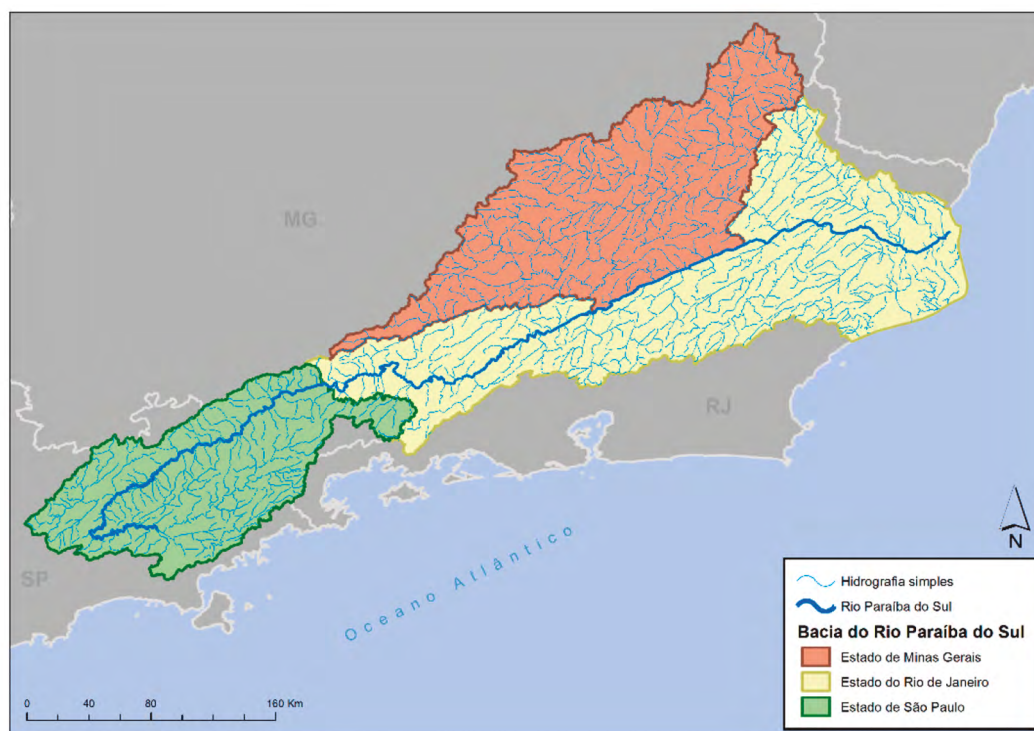 MG
RJ
SP
Oceano Atlântico
N
Hidrografia simples
Rio Paraíba do Sul
Bacia do Rio Paraíba do Sul
Estado de Minas Gerais
Estado do Rio de Janeiro
Estado de São Paulo
0 40 80 160 Km